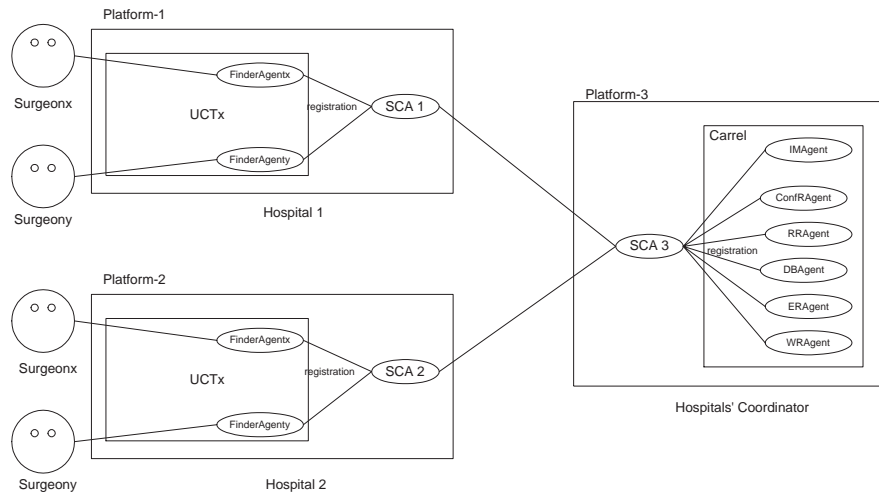 Platform-1
Surgeonx
Surgeony
UCTx
FinderAgentx
FinderAgenty
registration
SCA 1
Hospital 1
Platform-2
Surgeonx
Surgeony
UCTx
FinderAgentx
FinderAgenty
registration
SCA 2
Hospital 2
Platform-3
Carrel
SCA 3
registration
IMAgent
ConfRAgent
RRAgent
DBAgent
ERAgent
WRAgent
Hospitals' Coordinator